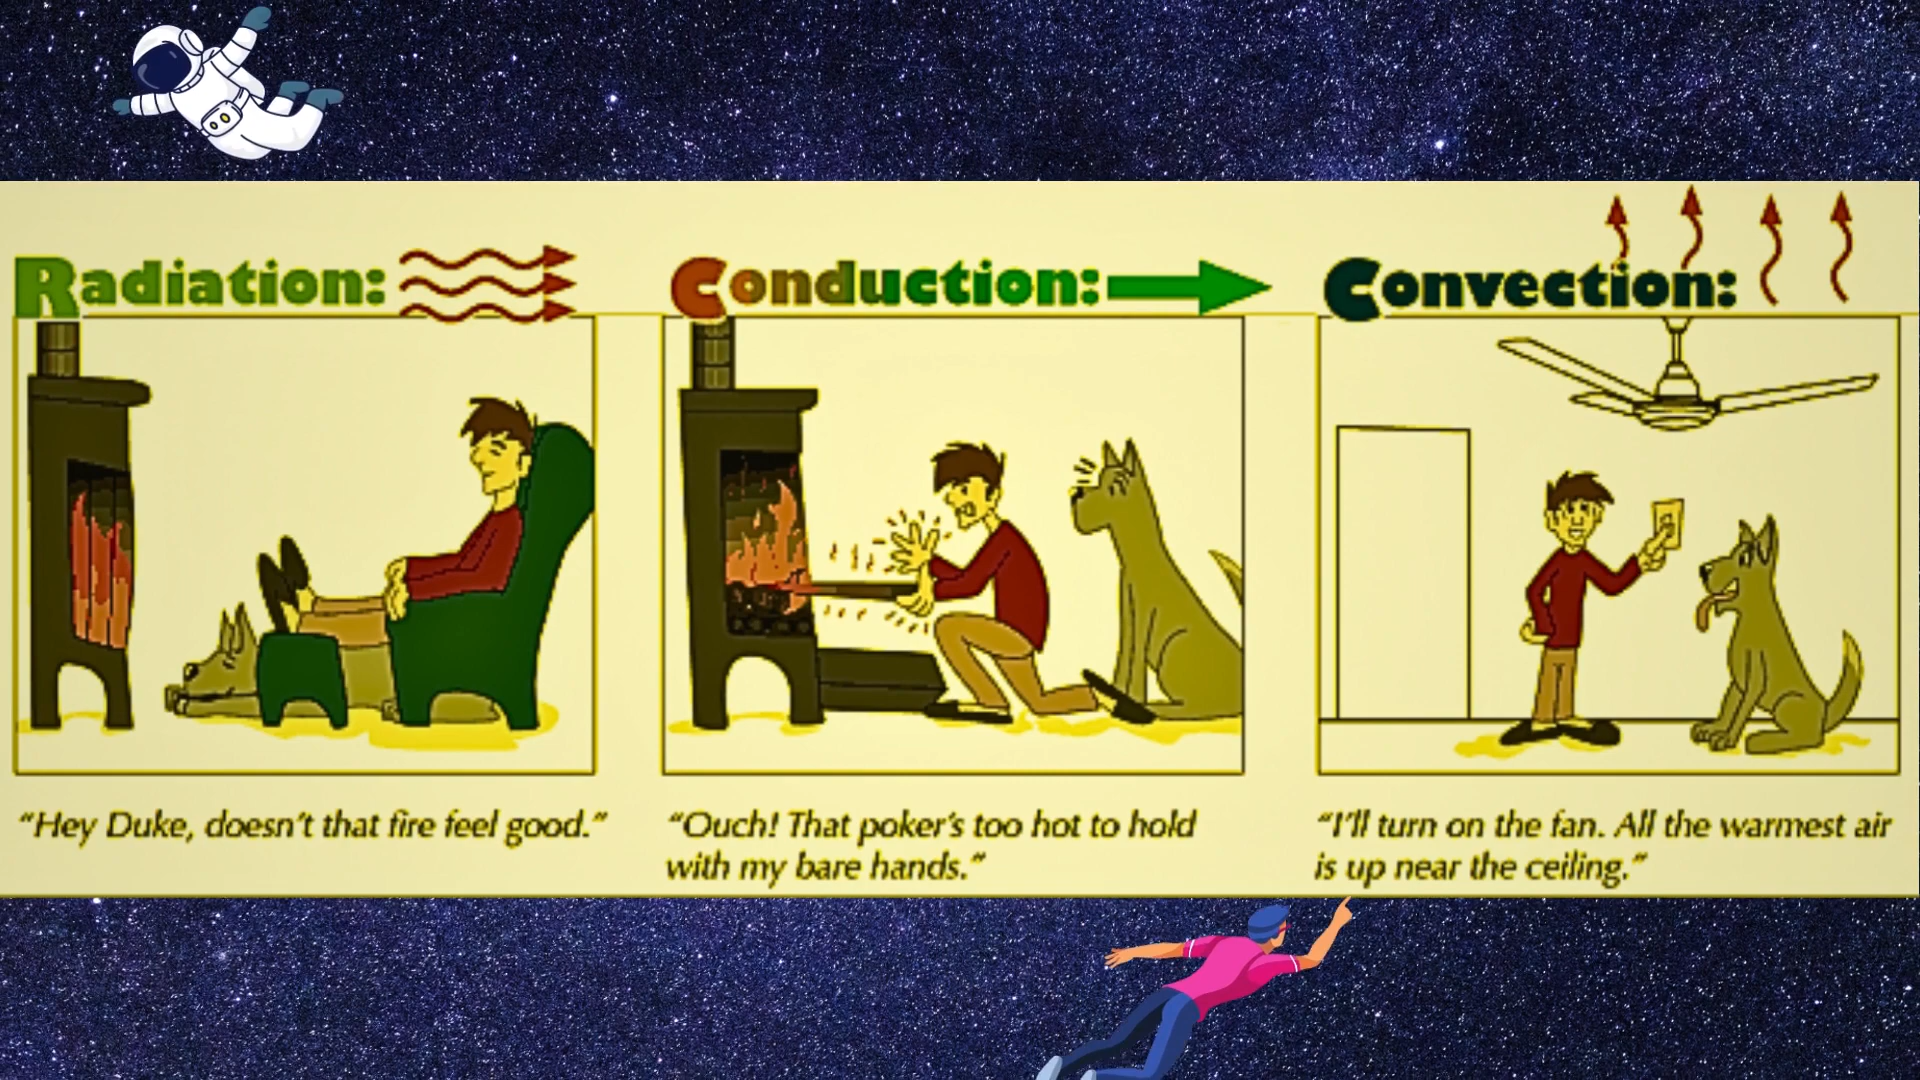 Radiation:
Conduction:
Convection:
"Hey Duke, doesn't that fire feel good."
"Ouch! That poker's too hot to hold
with my bare hands."
"I'll turn on the fan. All the warmest air
is up near the ceiling."